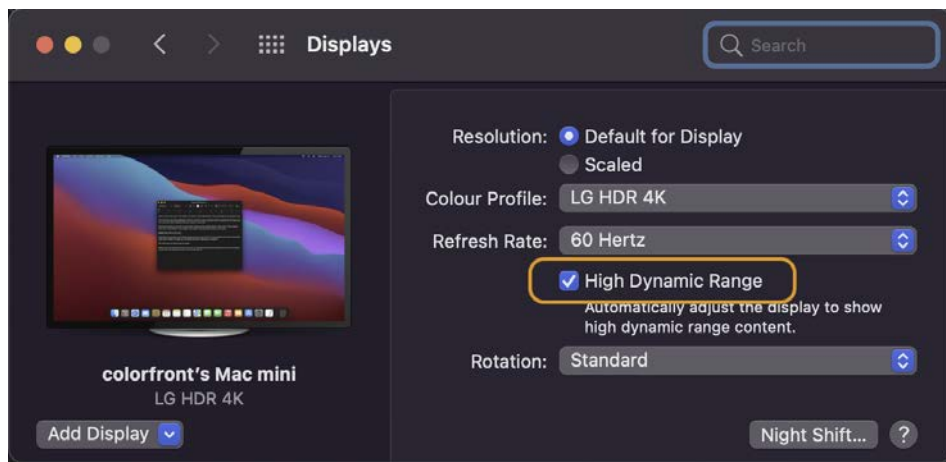 Displays
Search
Resolution: Default for Display
Scaled
Colour Profile: LG HDR 4K
Refresh Rate: 60 Hertz
High Dynamic Range
Automatically adjust the display to show
high dynamic range content.
Rotation: Standard
colorfront's Mac mini
LG HDR 4K
Add Display
Night Shift... ?